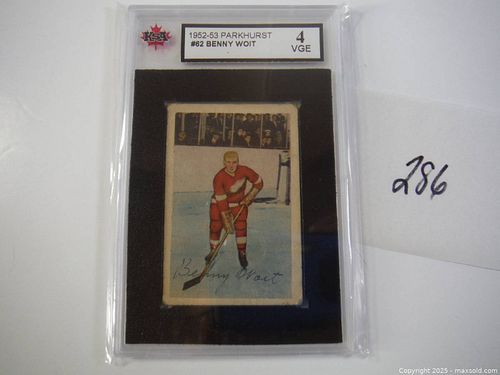 KSA
1952-53 PARKHURST
#62 BENNY WOIT
4
VGE
286
Benny Woit
Copyright 2025 - maxsold.com